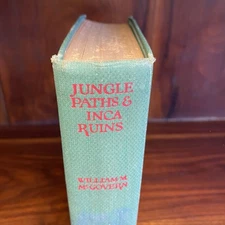 JUNGLE
PATHS &
INCA
RUINS
WILLIAM M.
McGOVERN